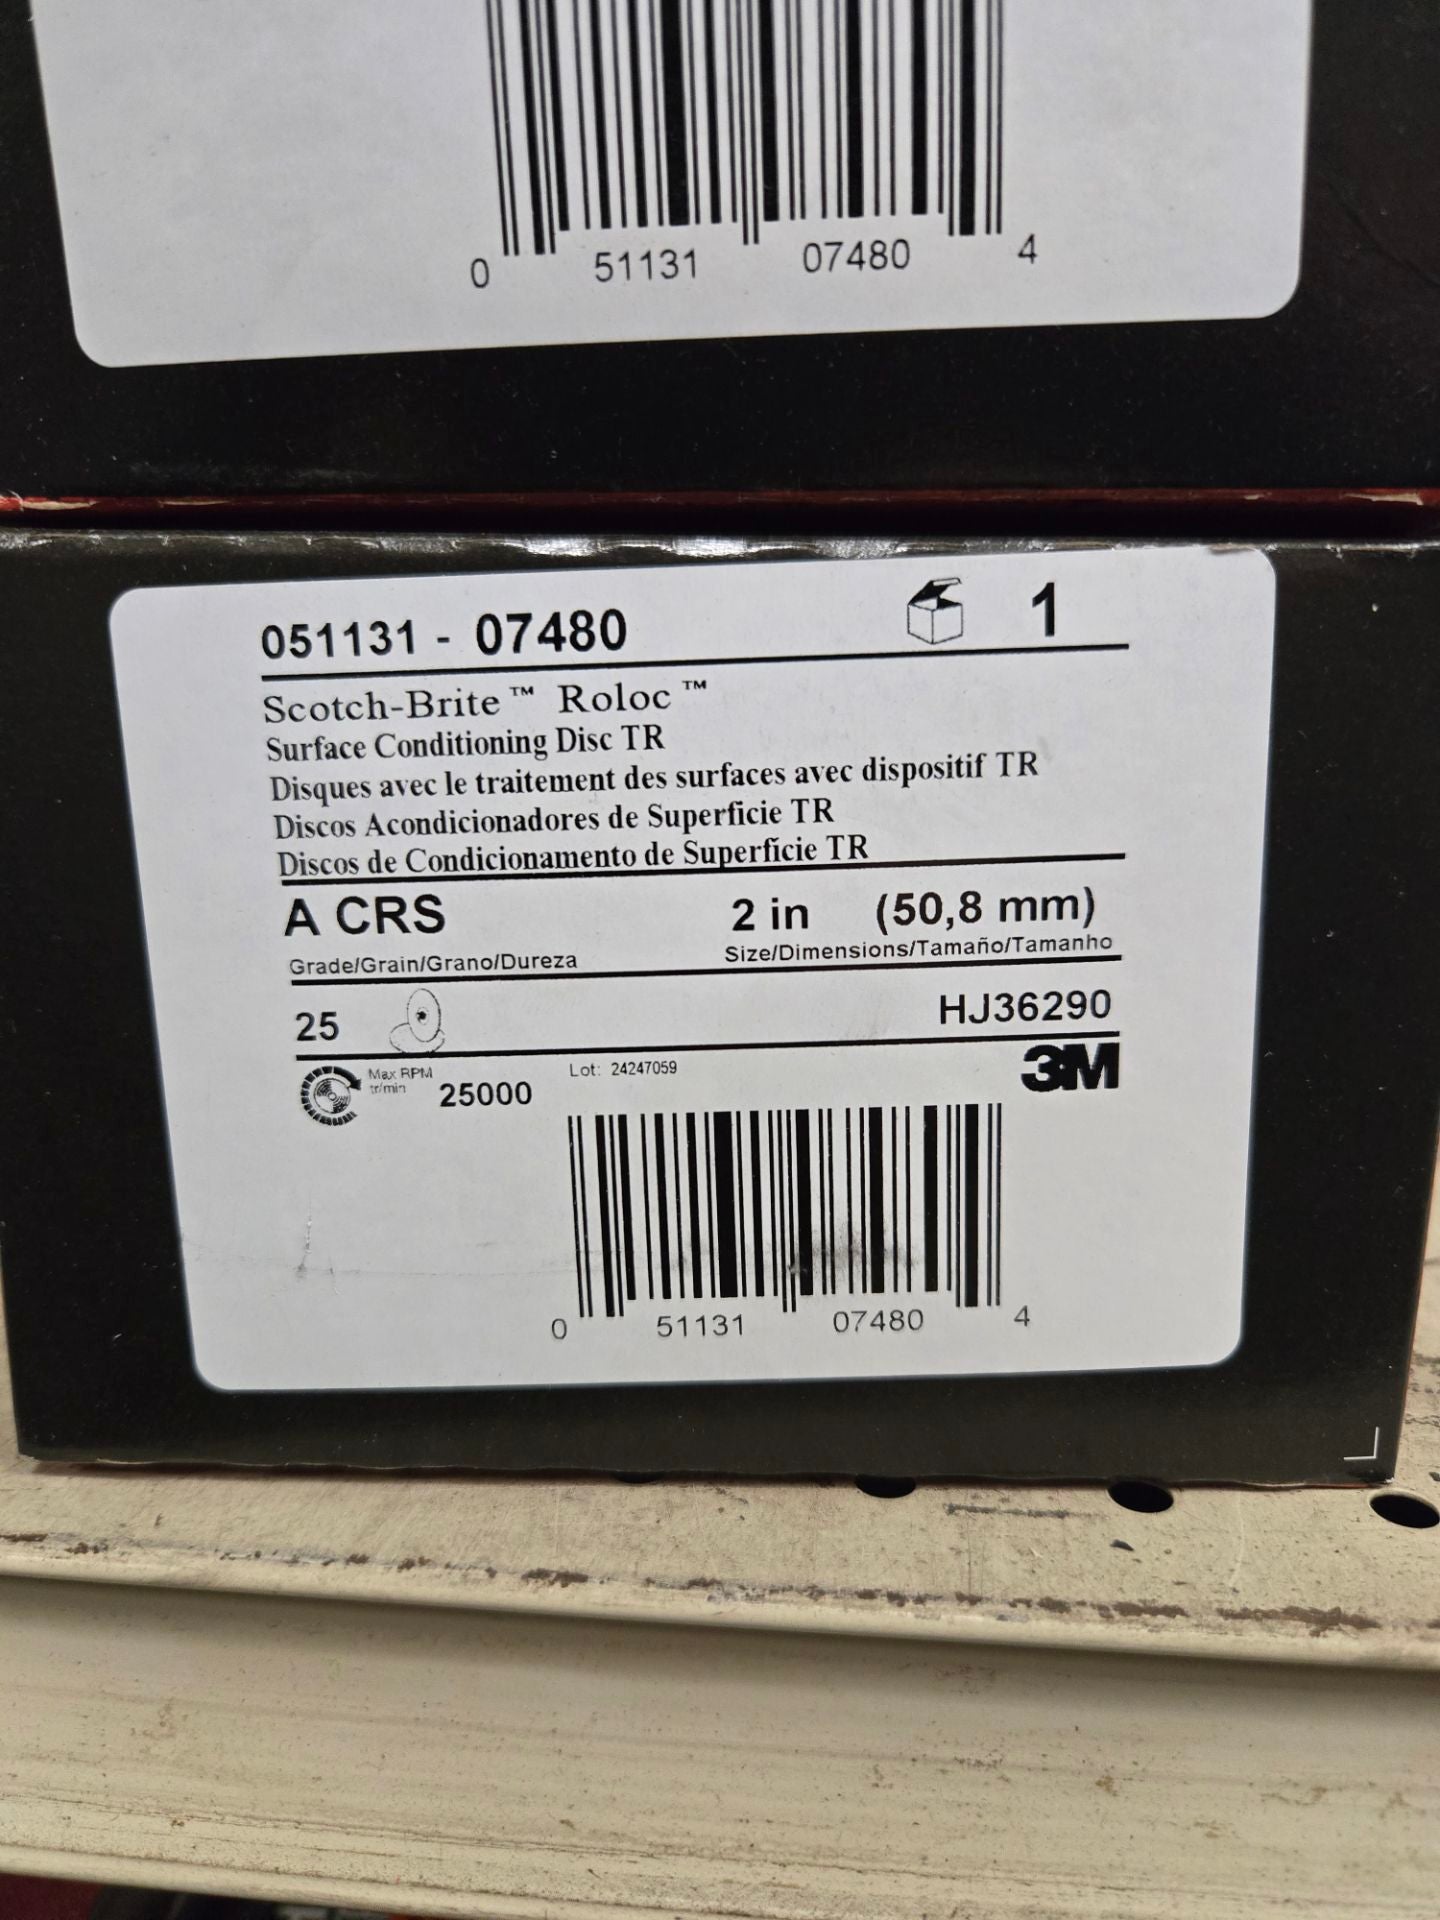 0 51131 07480 4
051131 - 07480 1
Scotch-Brite™ Roloc™
Surface Conditioning Disc TR
Disques avec le traitement des surfaces avec dispositif TR
Discos Acondicionadores de Superficie TR
Discos de Condicionamento de Superfície TR
A CRS 2 in (50,8 mm)
Grade/Grain/Grano/Dureza Size/Dimensions/Tamaño/Tamanho
25 HJ36290
Max RPM
tr/min 25000 Lot: 24247059 3M
0 51131 07480 4